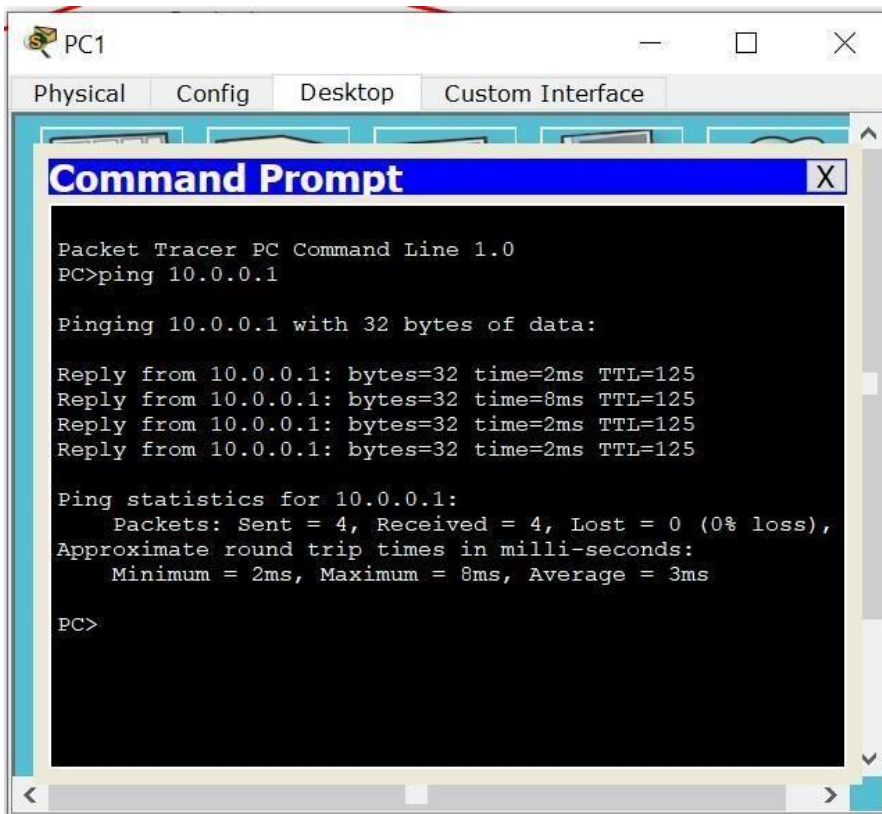 PC1
Physical Config Desktop Custom Interface
Command Prompt X
Packet Tracer PC Command Line 1.0
PC>ping 10.0.0.1
Pinging 10.0.0.1 with 32 bytes of data:
Reply from 10.0.0.1: bytes=32 time=2ms TTL=125
Reply from 10.0.0.1: bytes=32 time=8ms TTL=125
Reply from 10.0.0.1: bytes=32 time=2ms TTL=125
Reply from 10.0.0.1: bytes=32 time=2ms TTL=125
Ping statistics for 10.0.0.1:
Packets: Sent = 4, Received = 4, Lost = 0 (0% loss),
Approximate round trip times in milli-seconds:
Minimum = 2ms, Maximum = 8ms, Average = 3ms
PC>